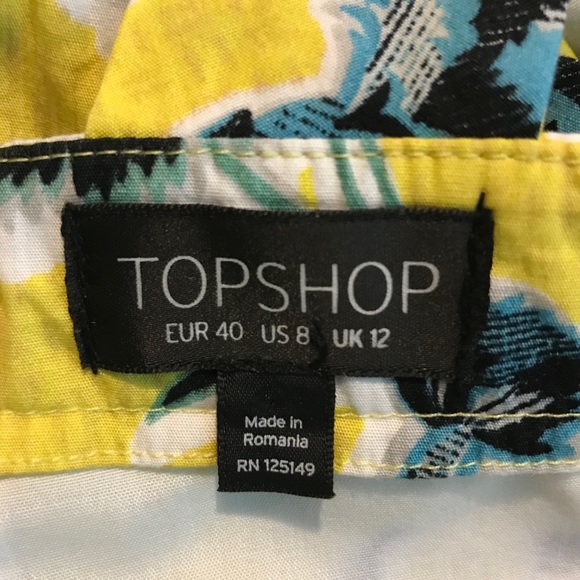 TOPSHOP
EUR 40 US 8 UK 12
Made in
Romania
RN 125149